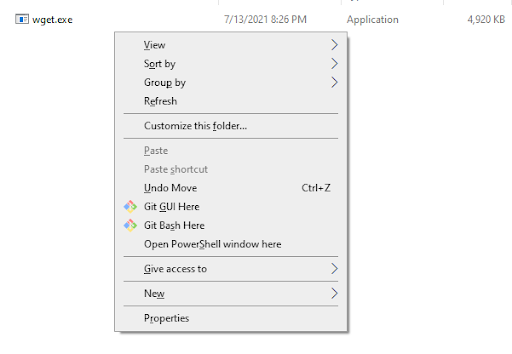 wget.exe 7/13/2021 8:26 PM Application 4,920 KB
View
Sort by
Group by
Refresh
Customize this folder...
Paste
Paste shortcut
Undo Move Ctrl+Z
Git GUI Here
Git Bash Here
Open PowerShell window here
Give access to
New
Properties